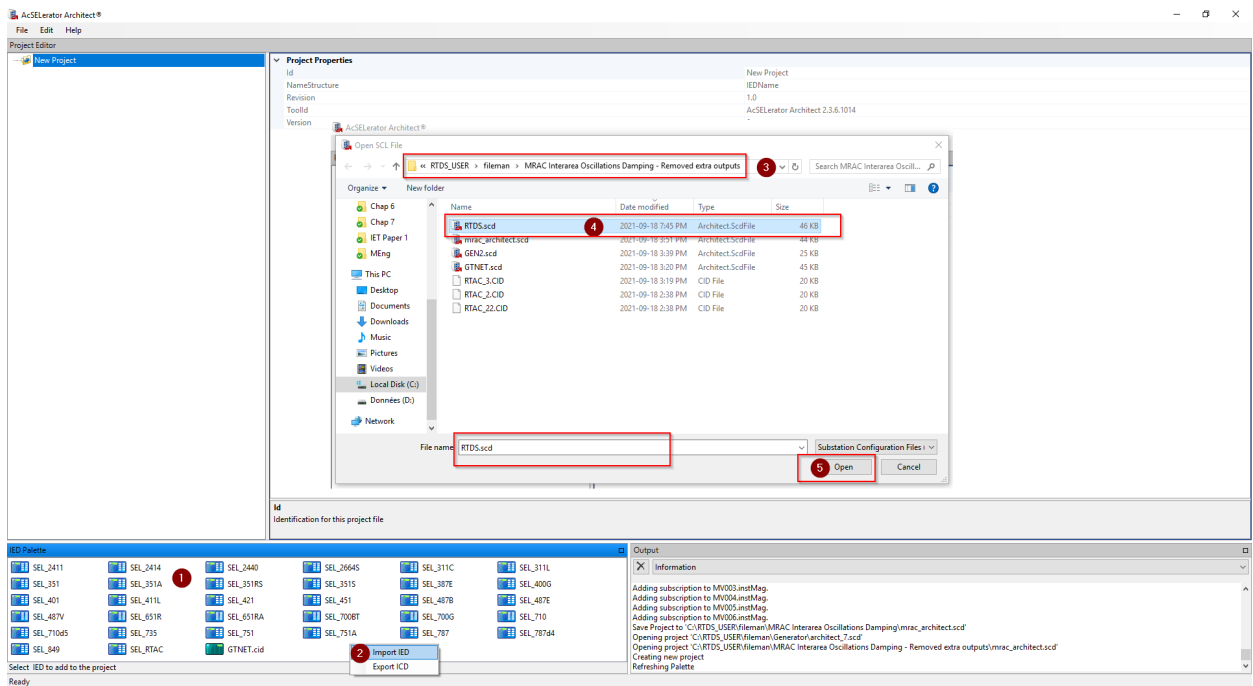 AcSELerator Architect®
File Edit Help
Project Editor
New Project
Project Properties
Id New Project
NameStructure IEDName
Revision 1.0
ToolId AcSELerator Architect 2.3.6.1014
Version
AcSELerator Architect®
Open SCL File
« RTDS_USER › fileman › MRAC Interarea Oscillations Damping - Removed extra outputs
3
Search MRAC Interarea Oscill...
Organize New folder
Chap 6
Chap 7
IET Paper 1
MEng
This PC
Desktop
Documents
Downloads
Music
Pictures
Videos
Local Disk (C:)
Données (D:)
Network
Name Date modified Type Size
RTDS.scd 4 2021-09-18 7:45 PM Architect.ScdFile 46 KB
mrac_architect.scd 2021-09-18 3:51 PM Architect.ScdFile 44 KB
GEN2.scd 2021-09-18 3:39 PM Architect.ScdFile 25 KB
GTNET.scd 2021-09-18 3:20 PM Architect.ScdFile 45 KB
RTAC_3.CID 2021-09-18 3:19 PM CID File 20 KB
RTAC_2.CID 2021-09-18 2:38 PM CID File 20 KB
RTAC_22.CID 2021-09-18 2:38 PM CID File 20 KB
File name: RTDS.scd
Substation Configuration Files (
5 Open Cancel
Id
Identification for this project file
IED Palette
SEL_2411 SEL_2414 SEL_2440 SEL_2664S SEL_311C SEL_311L
SEL_351 SEL_351A 1 SEL_351RS SEL_351S SEL_387E SEL_400G
SEL_401 SEL_411L SEL_421 SEL_451 SEL_487B SEL_487E
SEL_487V SEL_651R SEL_651RA SEL_700BT SEL_700G SEL_710
SEL_710d5 SEL_735 SEL_751 SEL_751A SEL_787 SEL_787d4
SEL_849 SEL_RTAC GTNET.cid
2 Import IED
Export ICD
Select IED to add to the project
Ready
Output
Information
Adding subscription to MV003.instMag.
Adding subscription to MV004.instMag.
Adding subscription to MV005.instMag.
Adding subscription to MV006.instMag.
Save Project to 'C:\RTDS_USER\fileman\MRAC Interarea Oscillations Damping\mrac_architect.scd'
Opening project 'C:\RTDS_USER\fileman\Generator\architect_7.scd'
Opening project 'C:\RTDS_USER\fileman\MRAC Interarea Oscillations Damping - Removed extra outputs\mrac_architect.scd'
Creating new project
Refreshing Palette